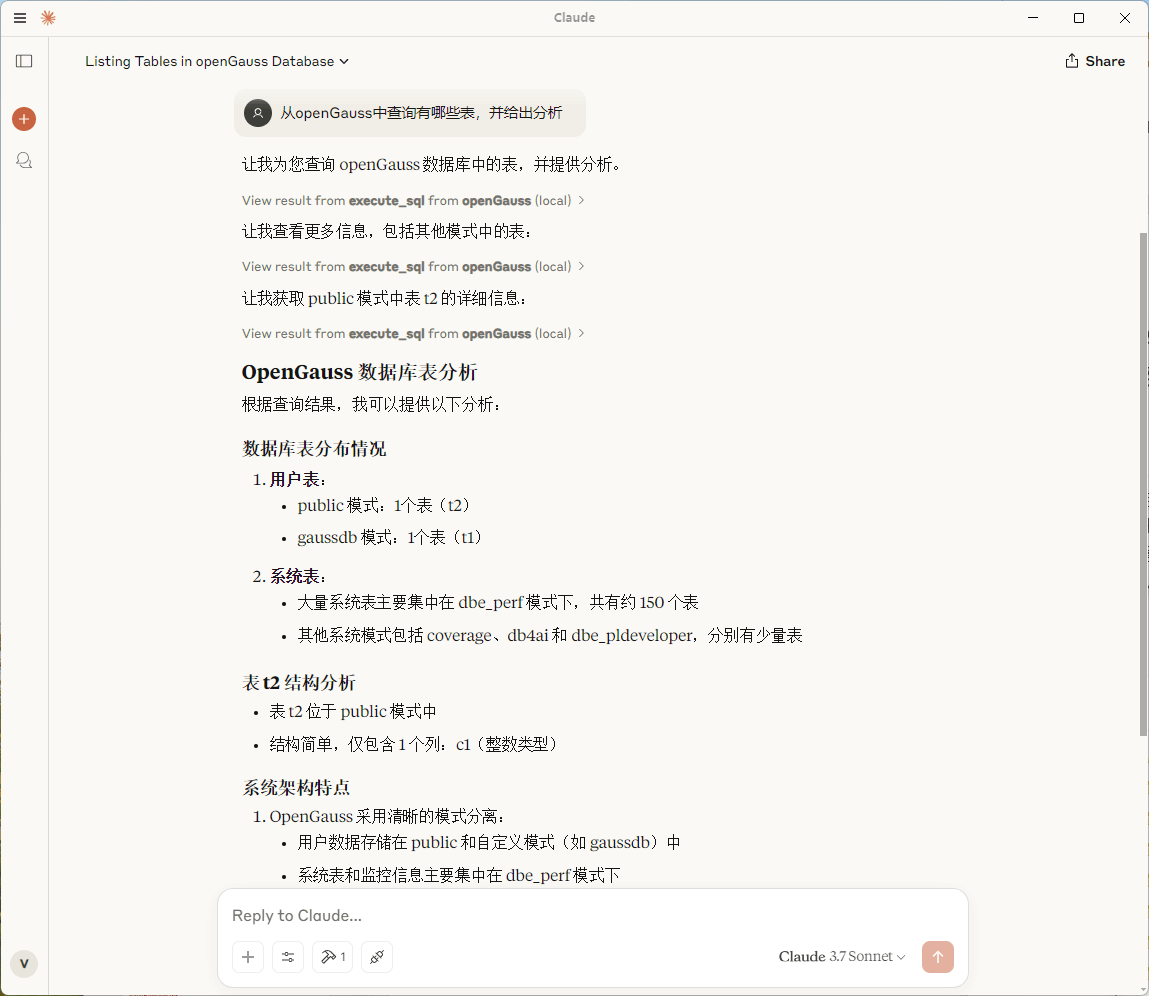 Claude
Listing Tables in openGauss Database
Share
从openGauss中查询有哪些表，并给出分析
让我为您查询 openGauss 数据库中的表，并提供分析。
View result from execute_sql from openGauss (local)
让我查看更多信息，包括其他模式中的表：
View result from execute_sql from openGauss (local)
让我获取 public 模式中表 t2 的详细信息：
View result from execute_sql from openGauss (local)
OpenGauss 数据库表分析
根据查询结果，我可以提供以下分析：
数据库表分布情况
1. 用户表：
• public 模式：1个表（t2）
• gaussdb 模式：1个表（t1）
2. 系统表：
• 大量系统表主要集中在 dbe_perf 模式下，共有约 150 个表
• 其他系统模式包括 coverage、db4ai 和 dbe_pldeveloper，分别有少量表
表 t2 结构分析
• 表 t2 位于 public 模式中
• 结构简单，仅包含 1 个列：c1（整数类型）
系统架构特点
1. OpenGauss 采用清晰的模式分离：
• 用户数据存储在 public 和自定义模式（如 gaussdb）中
• 系统表和监控信息主要集中在 dbe_perf 模式下
Reply to Claude...
1
Claude 3.7 Sonnet
V